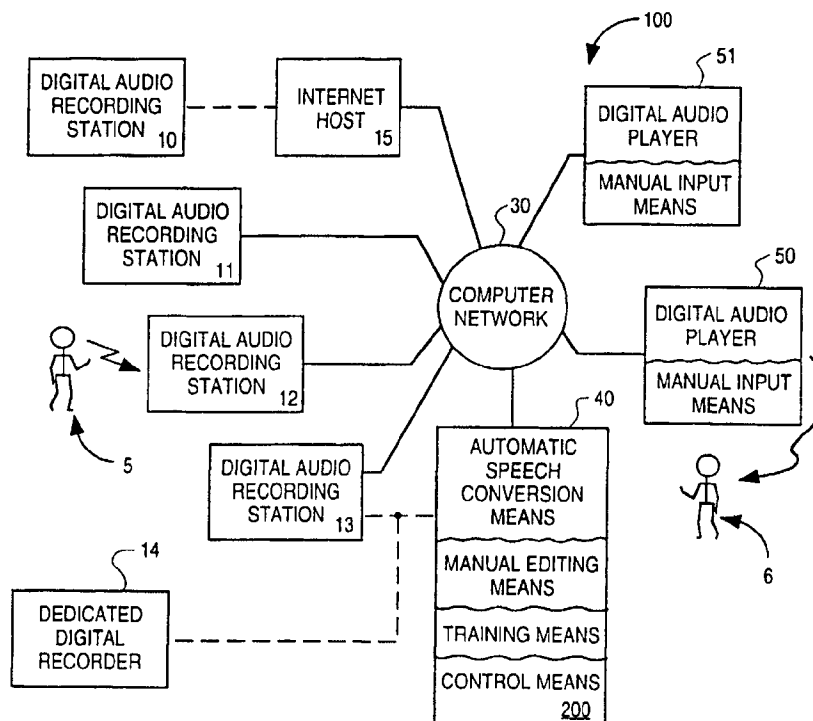 100
DIGITAL AUDIO
RECORDING
STATION
10
INTERNET
HOST
15
51
DIGITAL AUDIO
PLAYER
MANUAL INPUT
MEANS
DIGITAL AUDIO
RECORDING
STATION
11
30
COMPUTER
NETWORK
50
DIGITAL AUDIO
PLAYER
MANUAL INPUT
MEANS
5
DIGITAL AUDIO
RECORDING
STATION
12
DIGITAL AUDIO
RECORDING
STATION
13
40
AUTOMATIC
SPEECH
CONVERSION
MEANS
MANUAL EDITING
MEANS
TRAINING MEANS
CONTROL MEANS
200
6
14
DEDICATED
DIGITAL
RECORDER